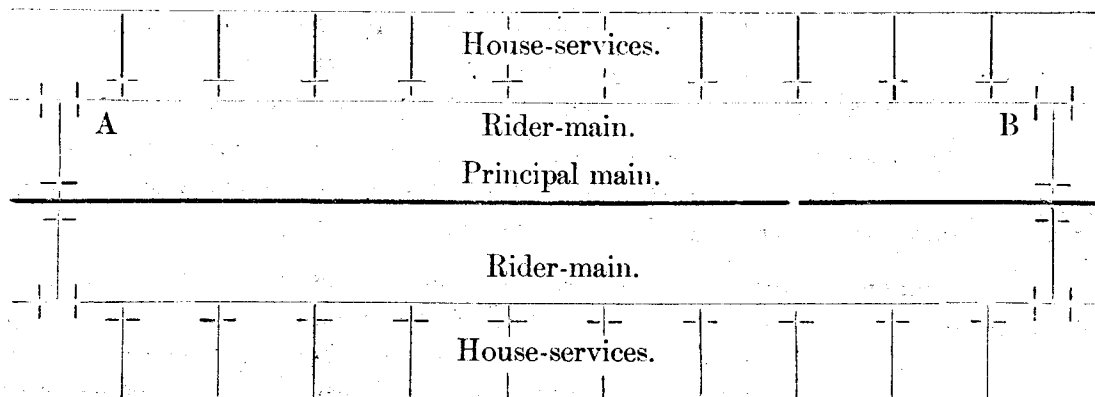 House-services.
A Rider-main. B
Principal main.
Rider-main.
House-services.